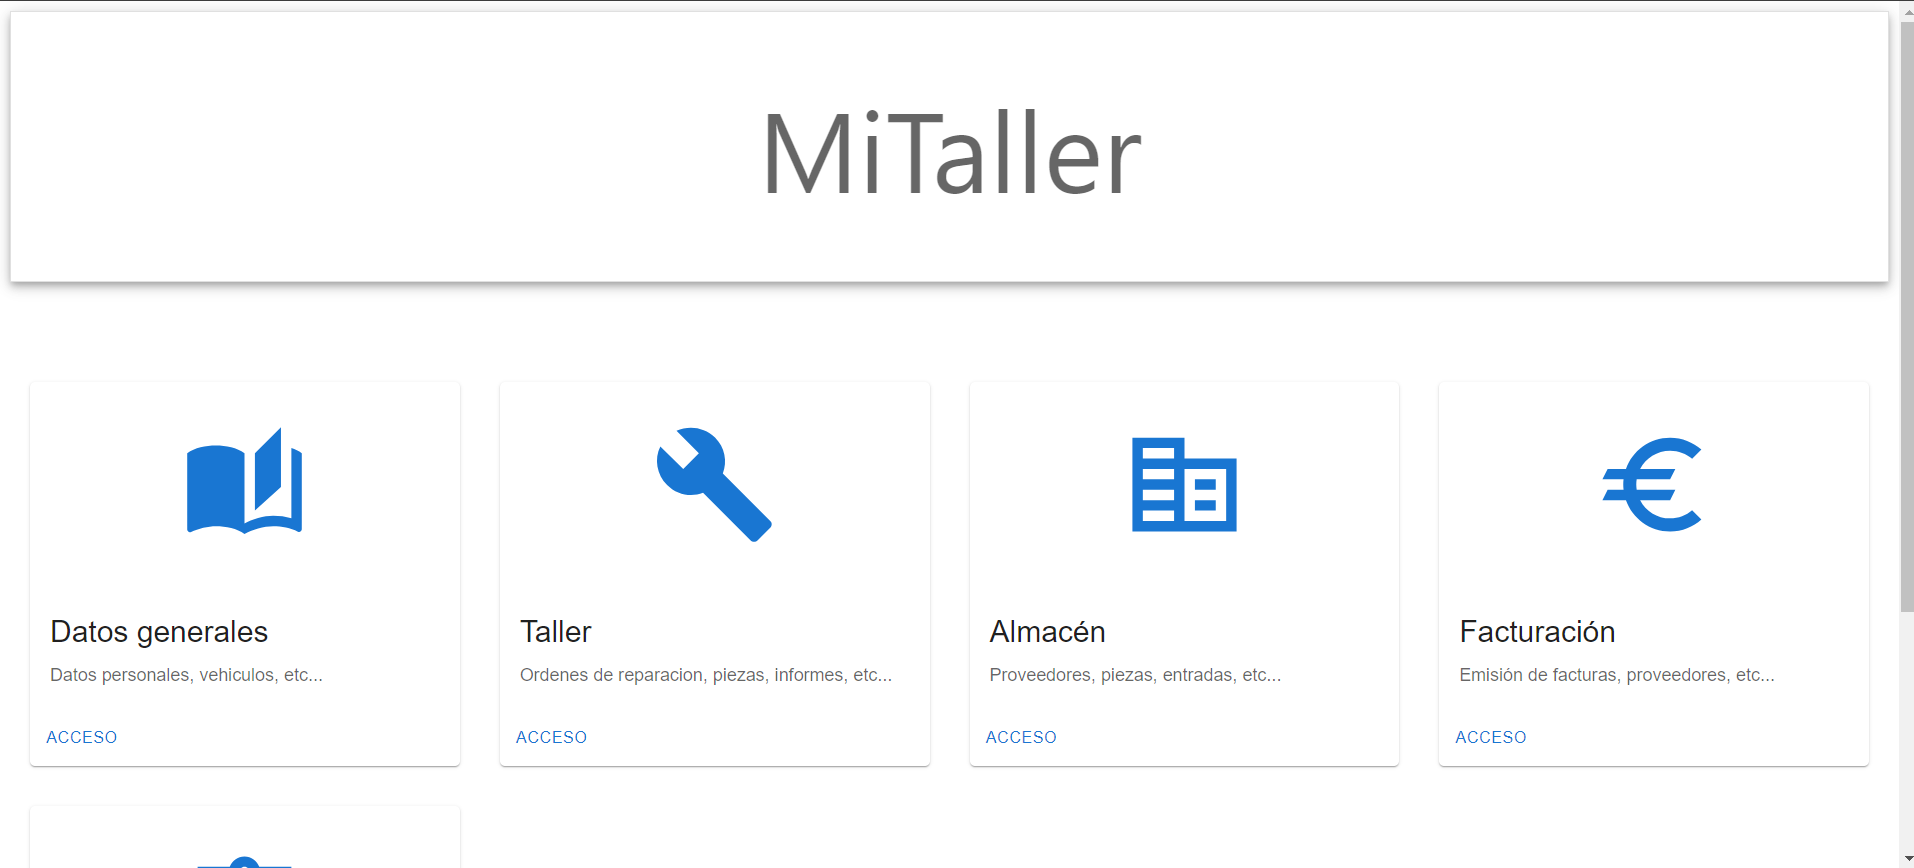 MiTaller
Datos generales
Datos personales, vehiculos, etc...
ACCESO
Taller
Ordenes de reparacion, piezas, informes, etc...
ACCESO
Almacén
Proveedores, piezas, entradas, etc...
ACCESO
Facturación
Emisión de facturas, proveedores, etc...
ACCESO